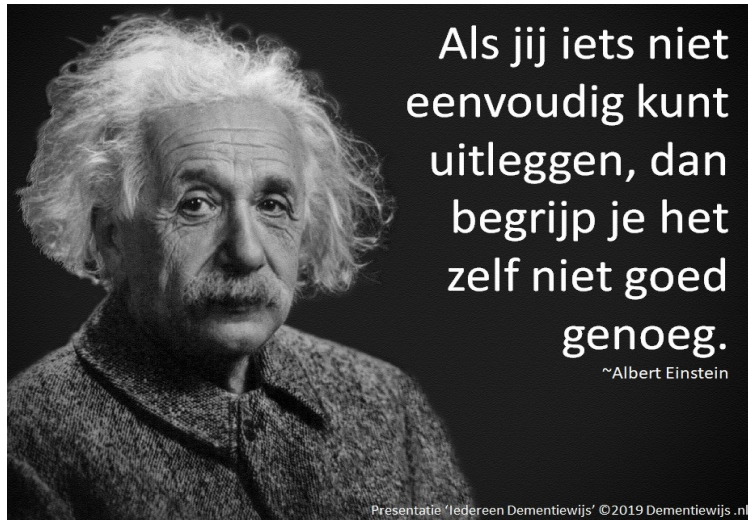 Als jij iets niet
eenvoudig kunt
uitleggen, dan
begrijp je het
zelf niet goed
genoeg.
~Albert Einstein
Presentatie ‘Iedereen Dementiewijs’ ©2019 Dementiewijs .nl